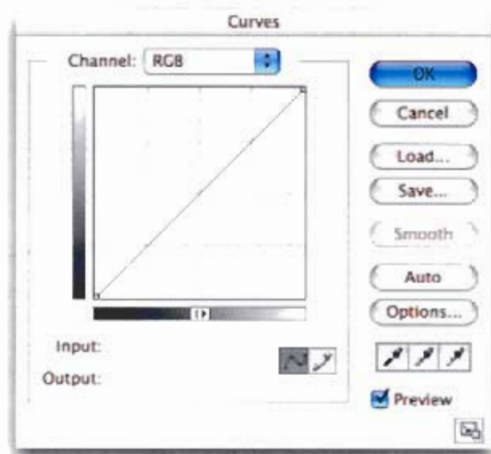 Curves
Channel: RGB
OK
Cancel
Load...
Save...
Smooth
Auto
Options...
Input:
Output:
Preview